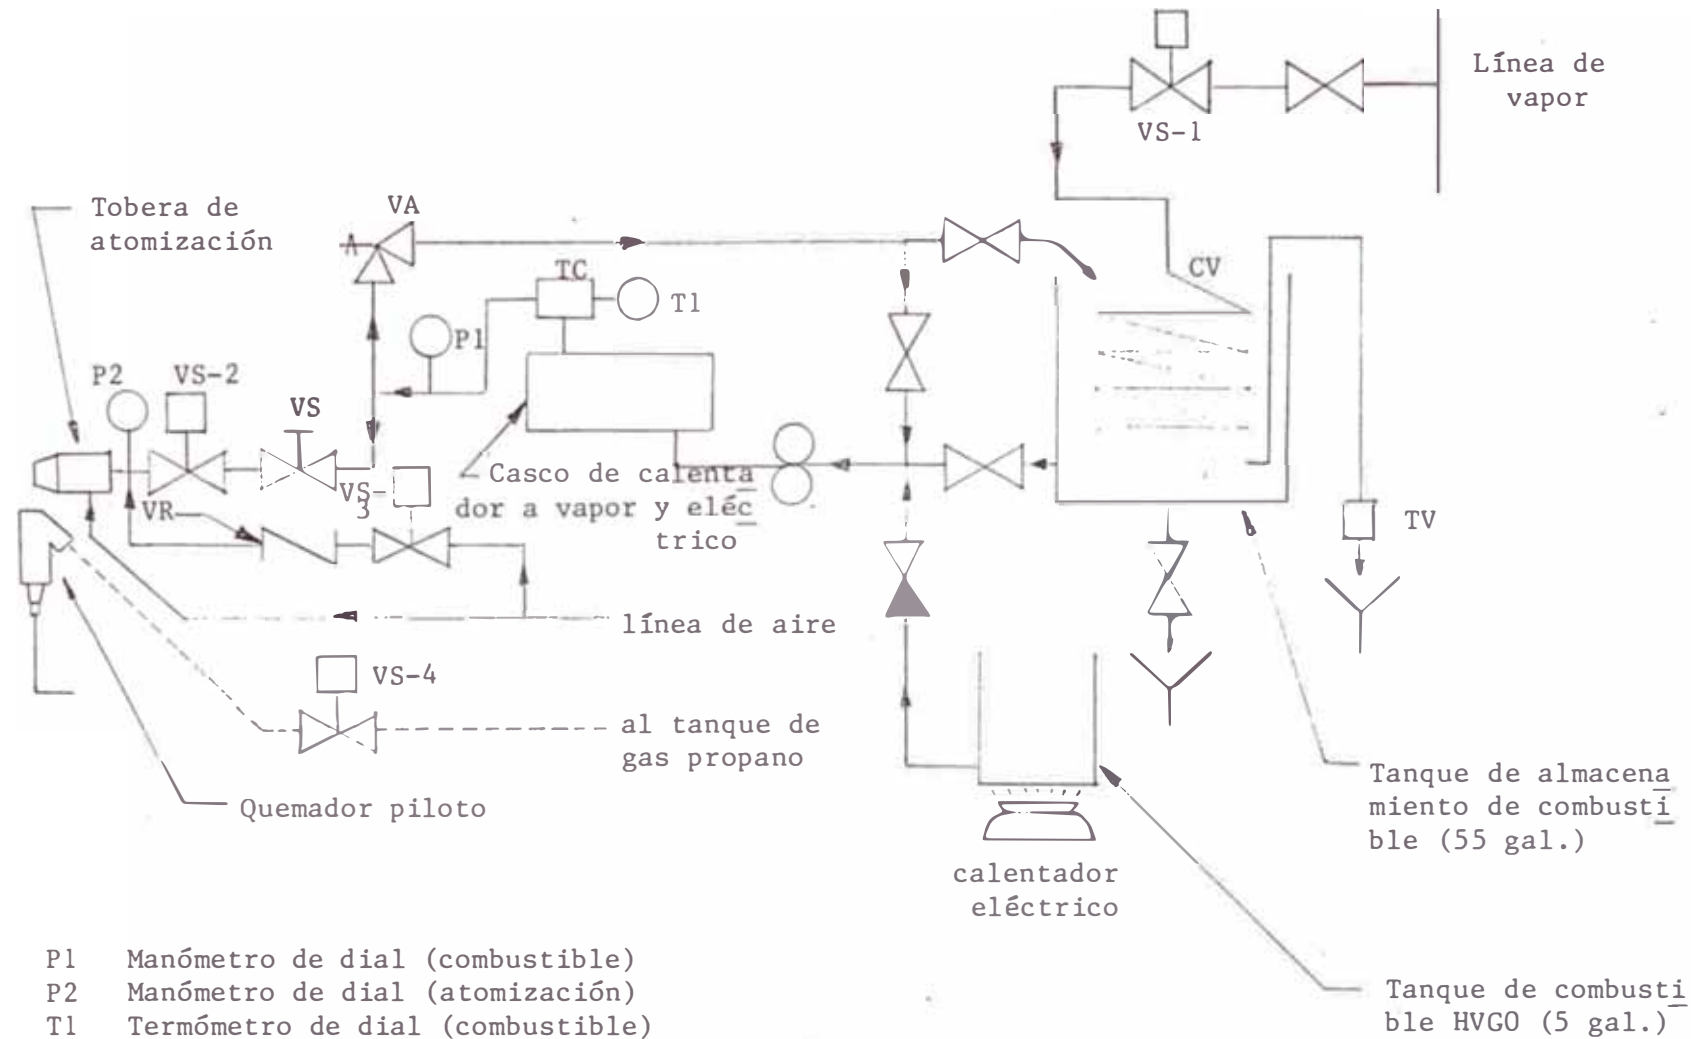 Línea de
vapor
VS-1
Tobera de
atomización
VA
TC
T1
CV
P1
P2
VS-2
VS
Casco de calenta
dor a vapor y eléc
trico
VS-
3
VR
TV
línea de aire
VS-4
al tanque de
gas propano
Quemador piloto
Tanque de almacena
miento de combusti
ble (55 gal.)
calentador
eléctrico
Tanque de combusti
ble HVGO (5 gal.)
P1 Manómetro de dial (combustible)
P2 Manómetro de dial (atomización)
T1 Termómetro de dial (combustible)